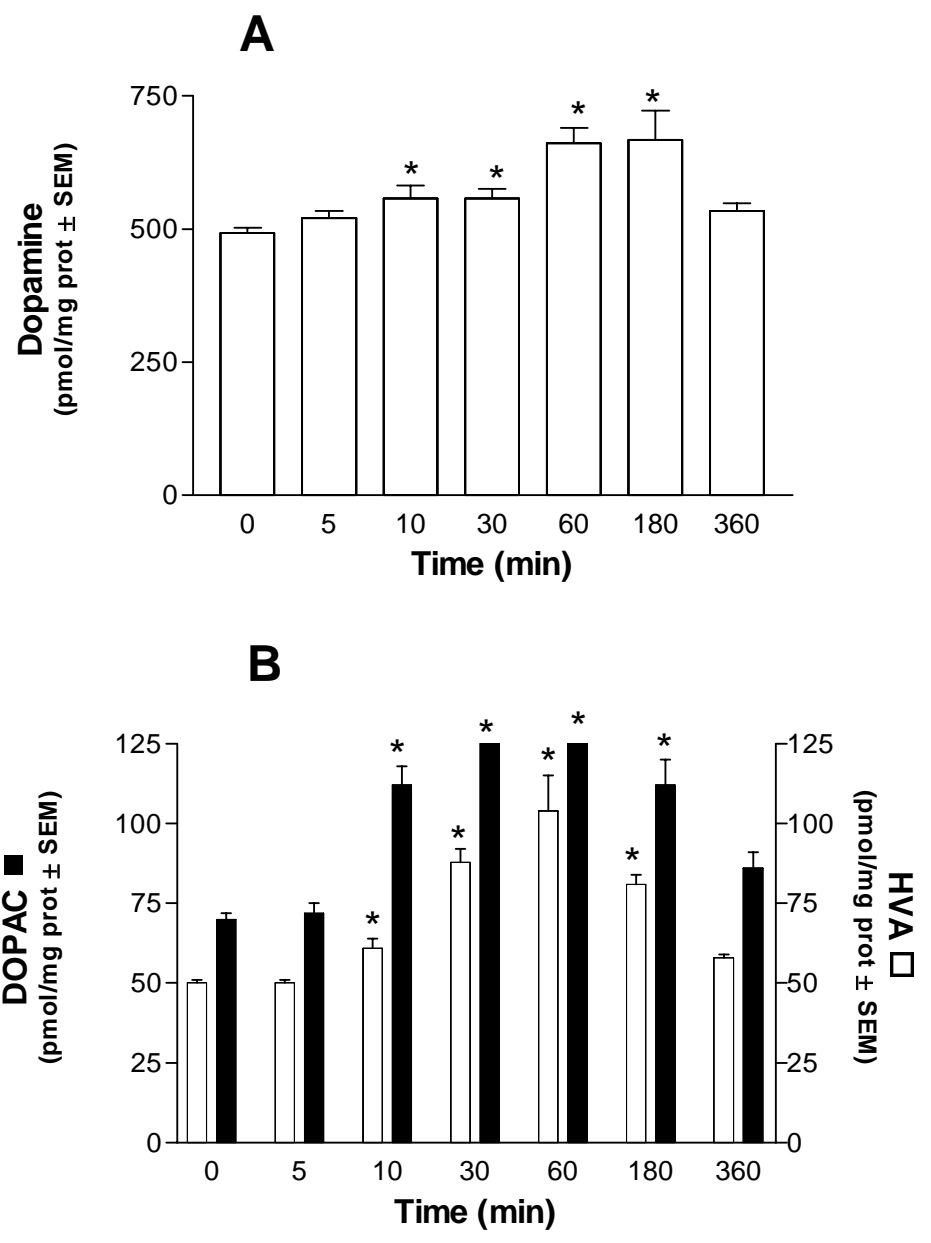 A
Dopamine
(pmol/mg prot ± SEM)
750
500
250
0
* * * *
0 5 10 30 60 180 360
Time (min)
B
DOPAC ■
(pmol/mg prot ± SEM)
125
100
75
50
25
0
* * * * * * * *
125
100
75
50
25
0
HVA □
(pmol/mg prot ± SEM)
0 5 10 30 60 180 360
Time (min)